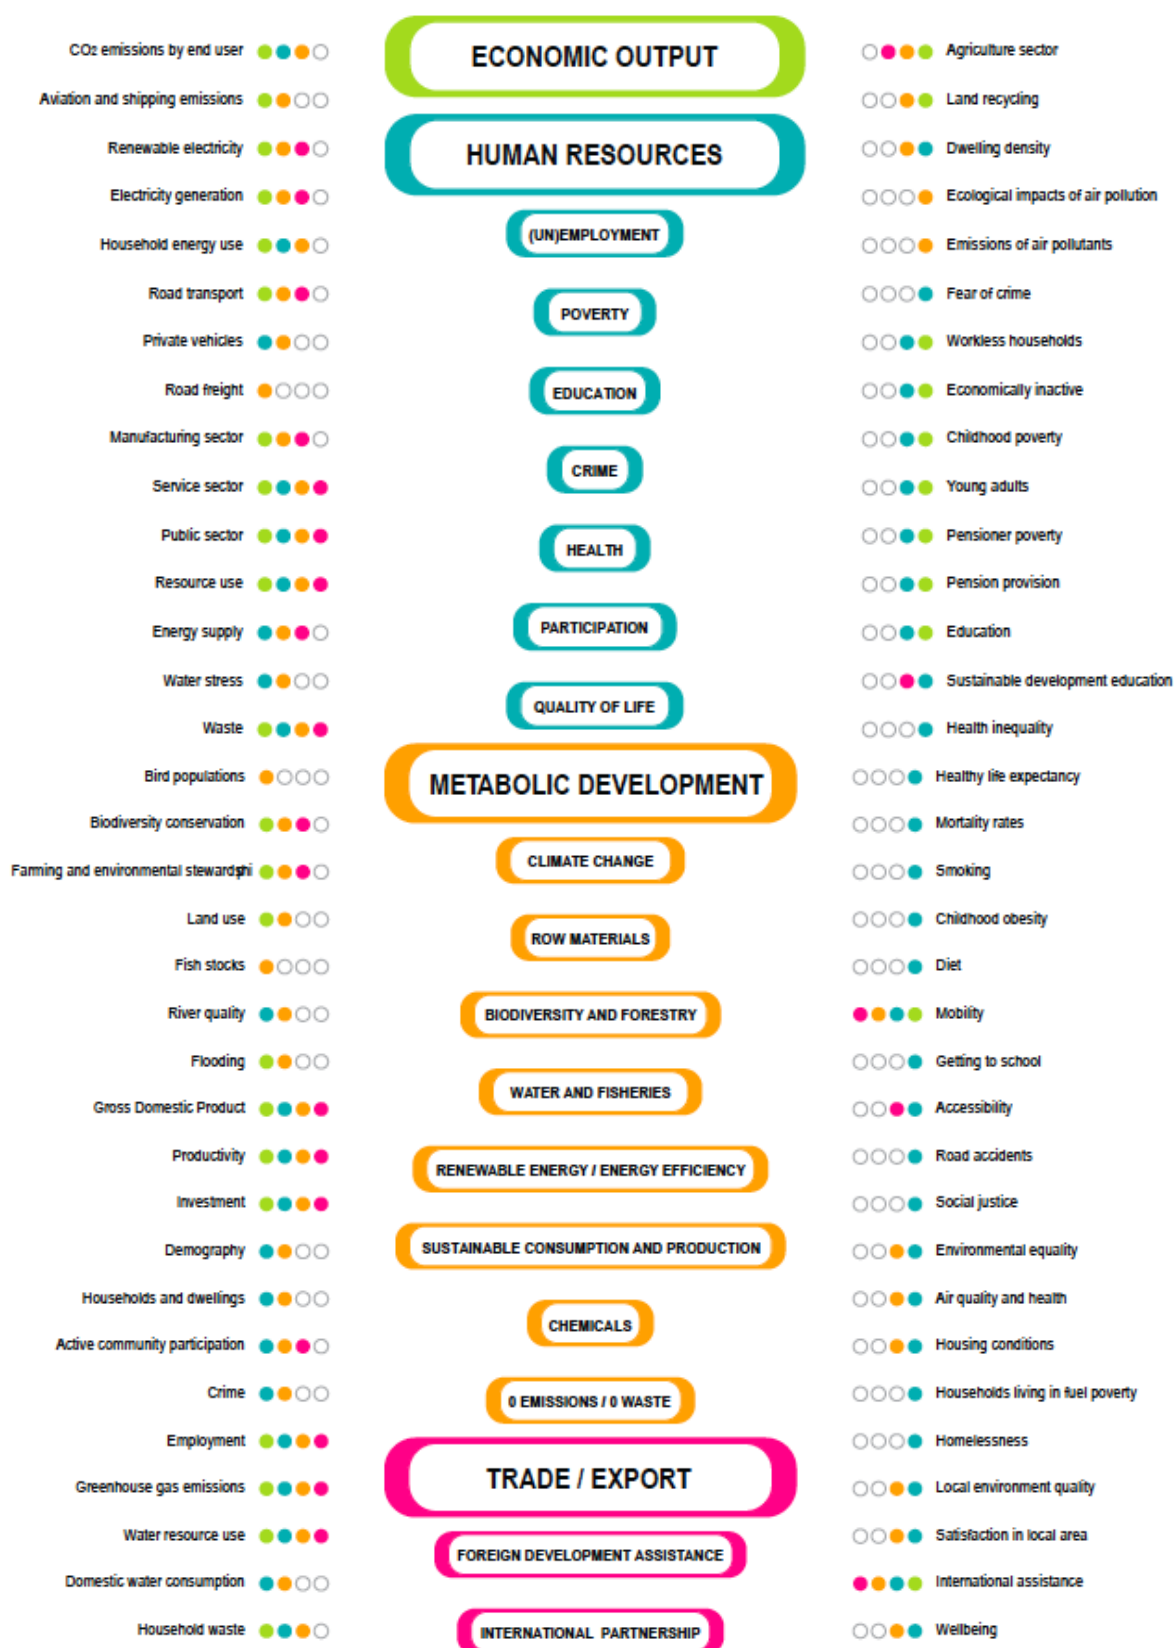 CO2 emissions by end user
Aviation and shipping emissions
Renewable electricity
Electricity generation
Household energy use
Road transport
Private vehicles
Road freight
Manufacturing sector
Service sector
Public sector
Resource use
Energy supply
Water stress
Waste
Bird populations
Biodiversity conservation
Farming and environmental stewardshi
Land use
Fish stocks
River quality
Flooding
Gross Domestic Product
Productivity
Investment
Demography
Households and dwellings
Active community participation
Crime
Employment
Greenhouse gas emissions
Water resource use
Domestic water consumption
Household waste
ECONOMIC OUTPUT
HUMAN RESOURCES
(UN)EMPLOYMENT
POVERTY
EDUCATION
CRIME
HEALTH
PARTICIPATION
QUALITY OF LIFE
METABOLIC DEVELOPMENT
CLIMATE CHANGE
ROW MATERIALS
BIODIVERSITY AND FORESTRY
WATER AND FISHERIES
RENEWABLE ENERGY / ENERGY EFFICIENCY
SUSTAINABLE CONSUMPTION AND PRODUCTION
CHEMICALS
0 EMISSIONS / 0 WASTE
TRADE / EXPORT
FOREIGN DEVELOPMENT ASSISTANCE
INTERNATIONAL PARTNERSHIP
Agriculture sector
Land recycling
Dwelling density
Ecological impacts of air pollution
Emissions of air pollutants
Fear of crime
Workless households
Economically inactive
Childhood poverty
Young adults
Pensioner poverty
Pension provision
Education
Sustainable development education
Health inequality
Healthy life expectancy
Mortality rates
Smoking
Childhood obesity
Diet
Mobility
Getting to school
Accessibility
Road accidents
Social justice
Environmental equality
Air quality and health
Housing conditions
Households living in fuel poverty
Homelessness
Local environment quality
Satisfaction in local area
International assistance
Wellbeing